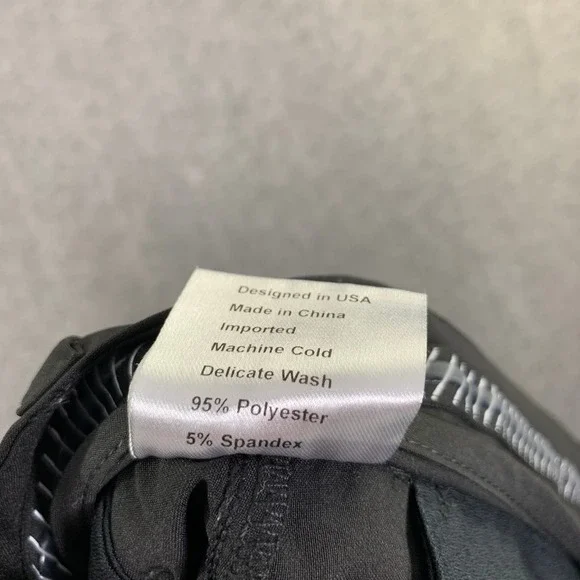 Designed in USA
Made in China
Imported
Machine Cold
Delicate Wash
95% Polyester
5% Spandex